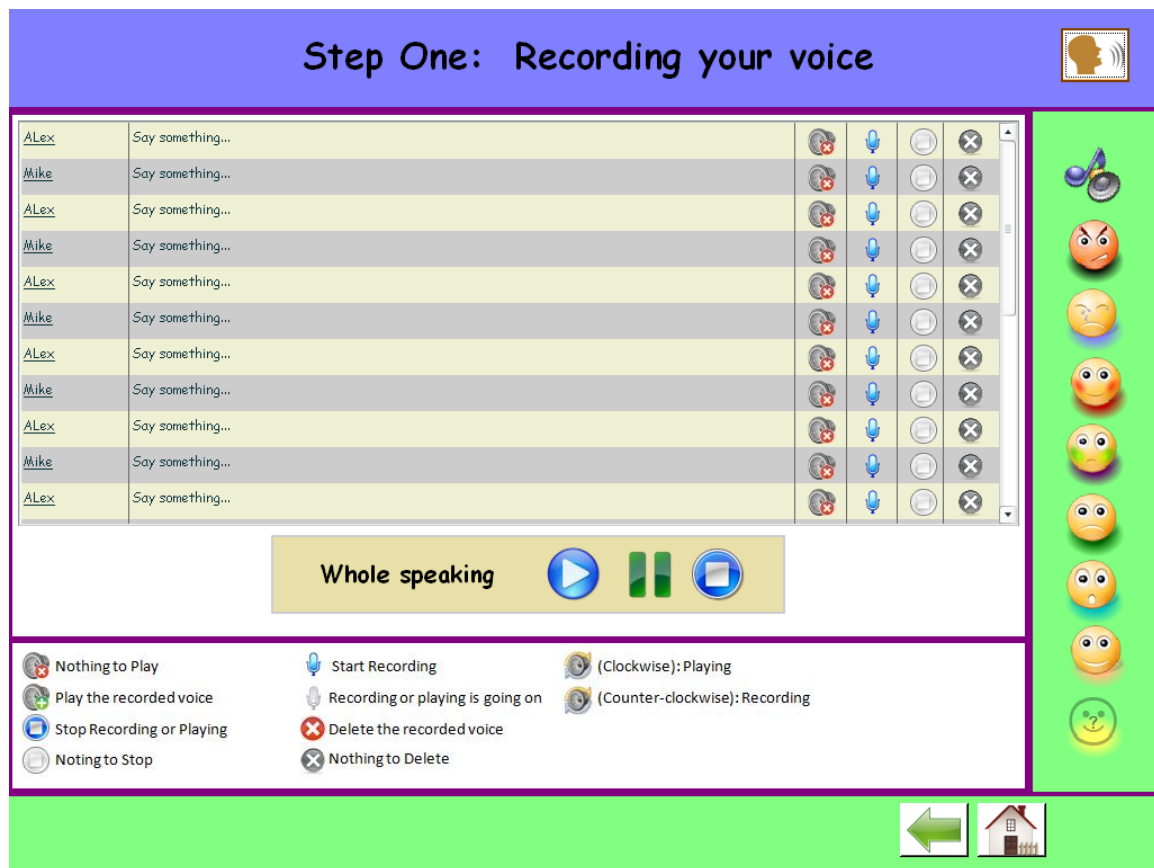 Step One: Recording your voice
ALex Say something...
Mike Say something...
ALex Say something...
Mike Say something...
ALex Say something...
Mike Say something...
ALex Say something...
Mike Say something...
ALex Say something...
Mike Say something...
ALex Say something...
Whole speaking
Nothing to Play
Start Recording
(Clockwise): Playing
Play the recorded voice
Recording or playing is going on
(Counter-clockwise): Recording
Stop Recording or Playing
Delete the recorded voice
Noting to Stop
Nothing to Delete
?